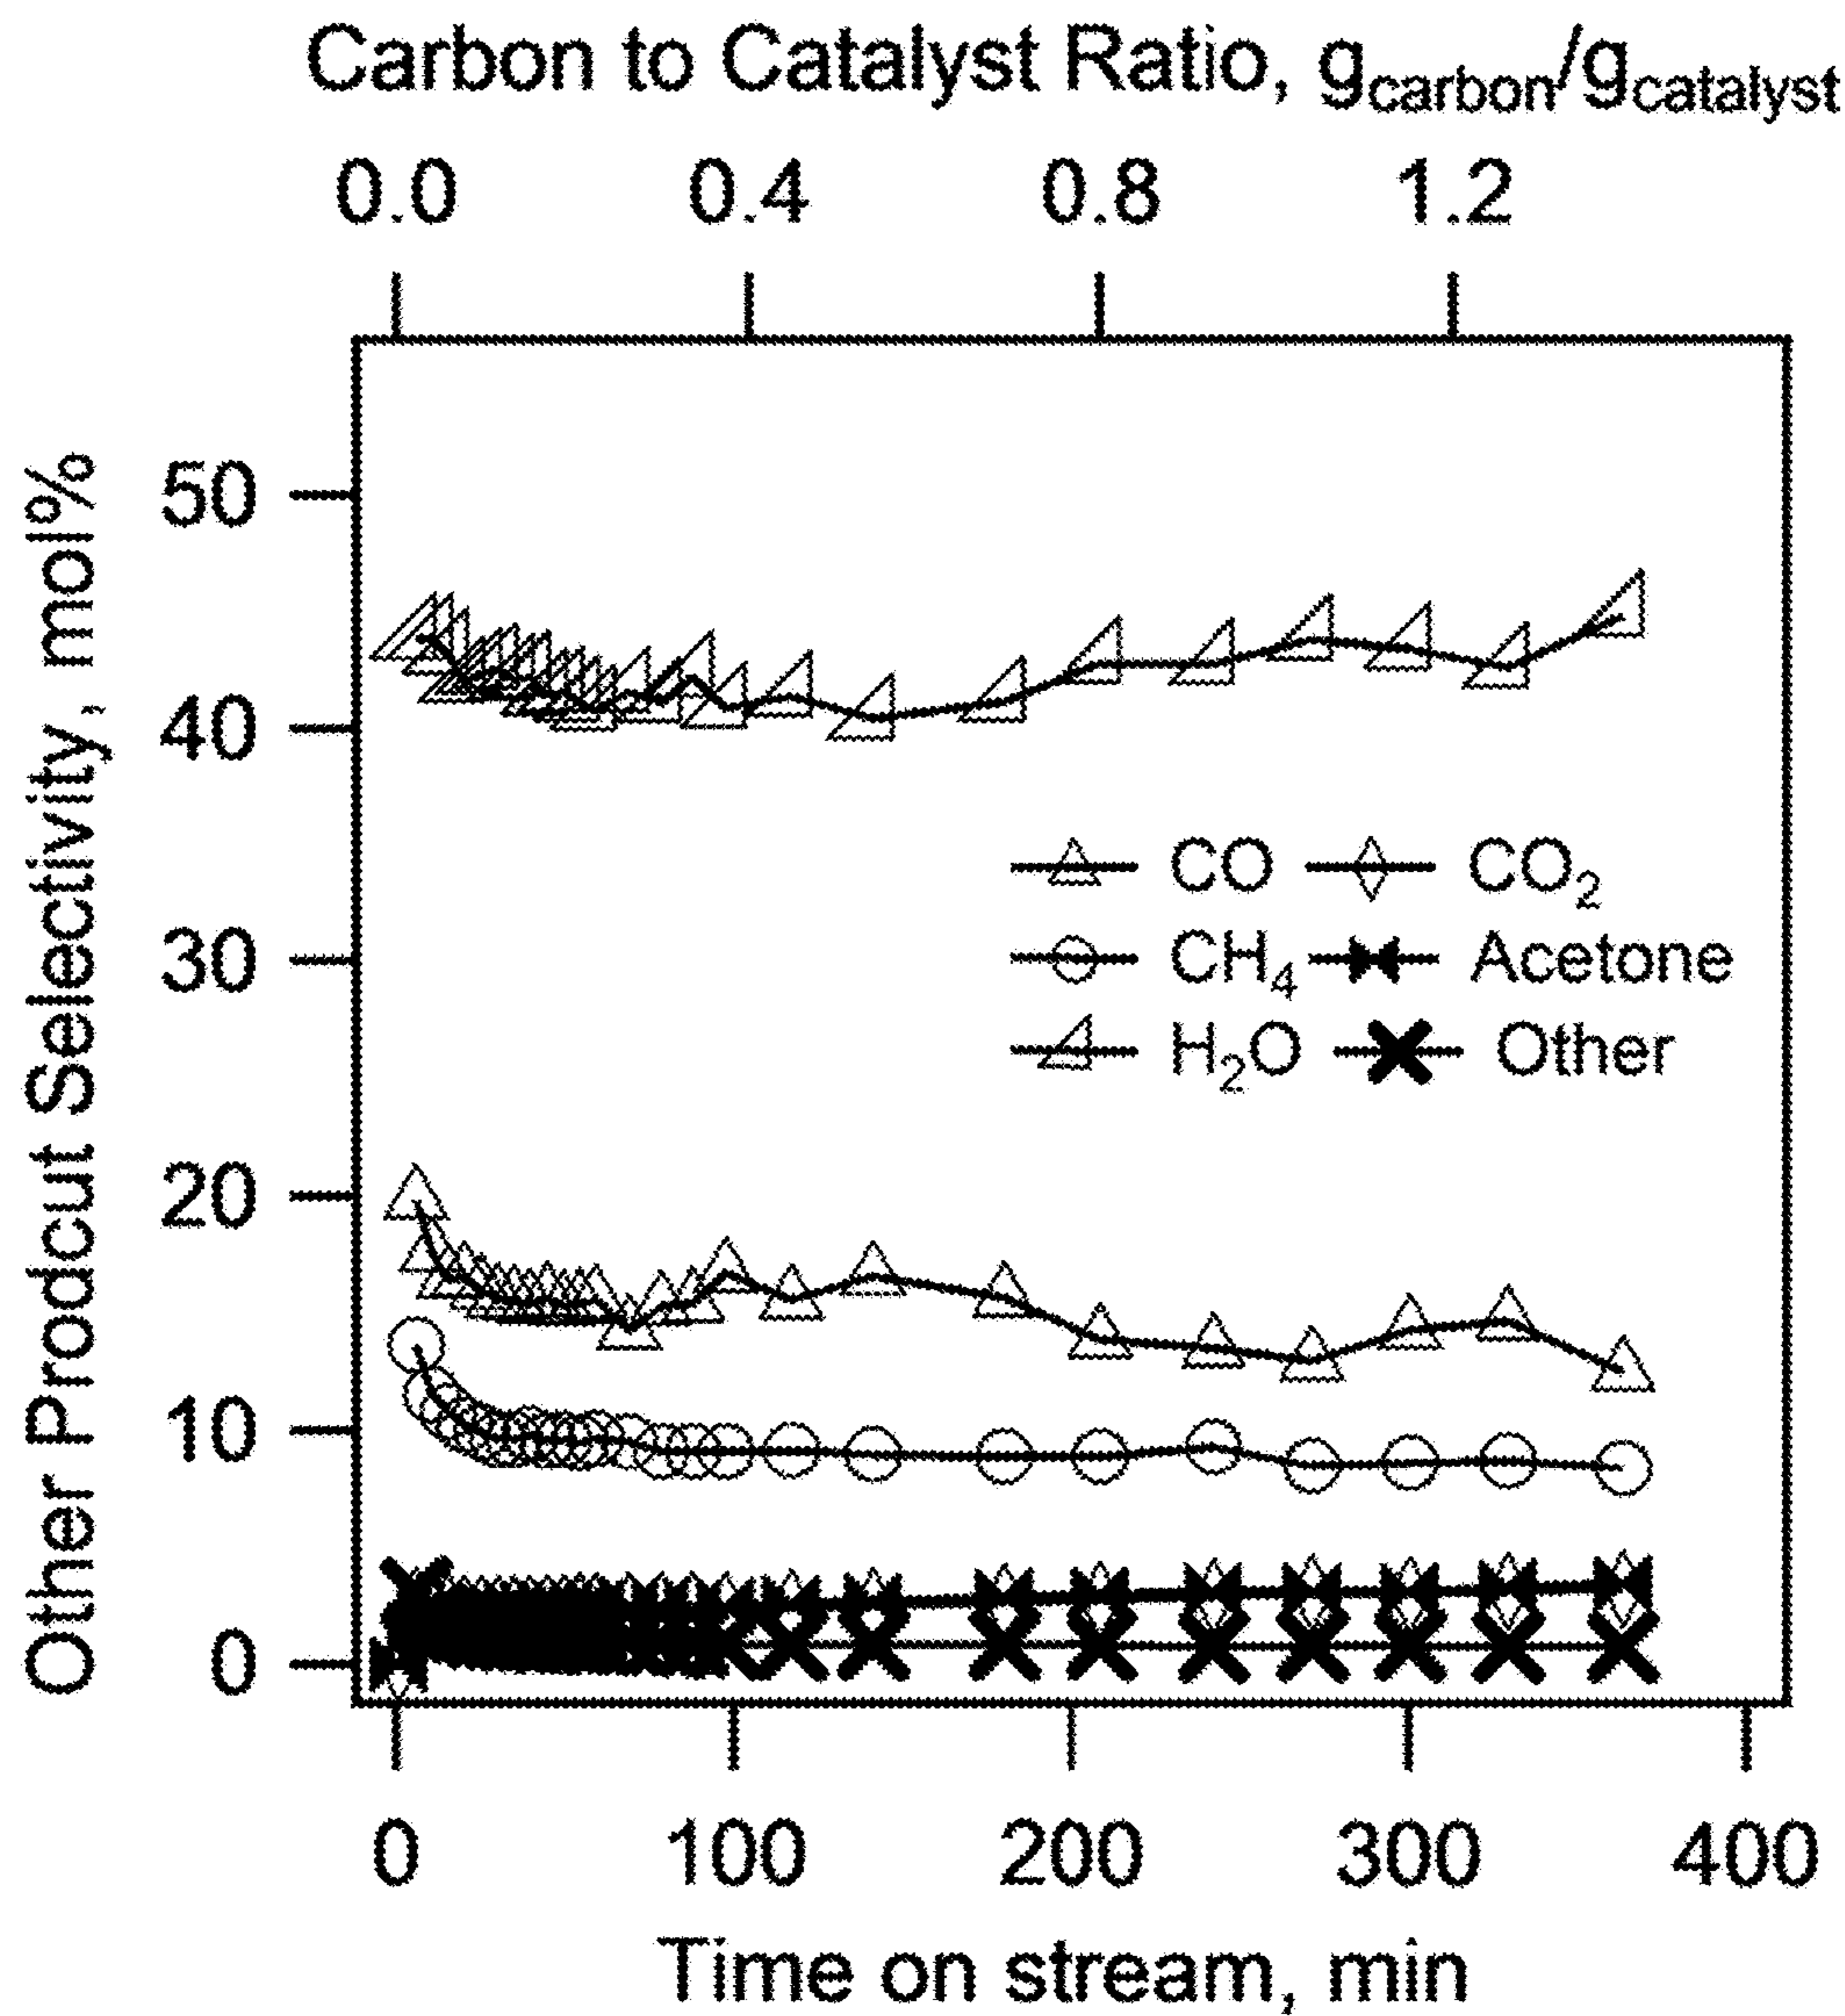 Carbon to Catalyst Ratio, gcarbon/gcatalyst
0.0 0.4 0.8 1.2
Other Prodcut Selectivity, mol%
50
40
30
20
10
0
CO CO2
CH4 Acetone
H2O Other
0 100 200 300 400
Time on stream, min